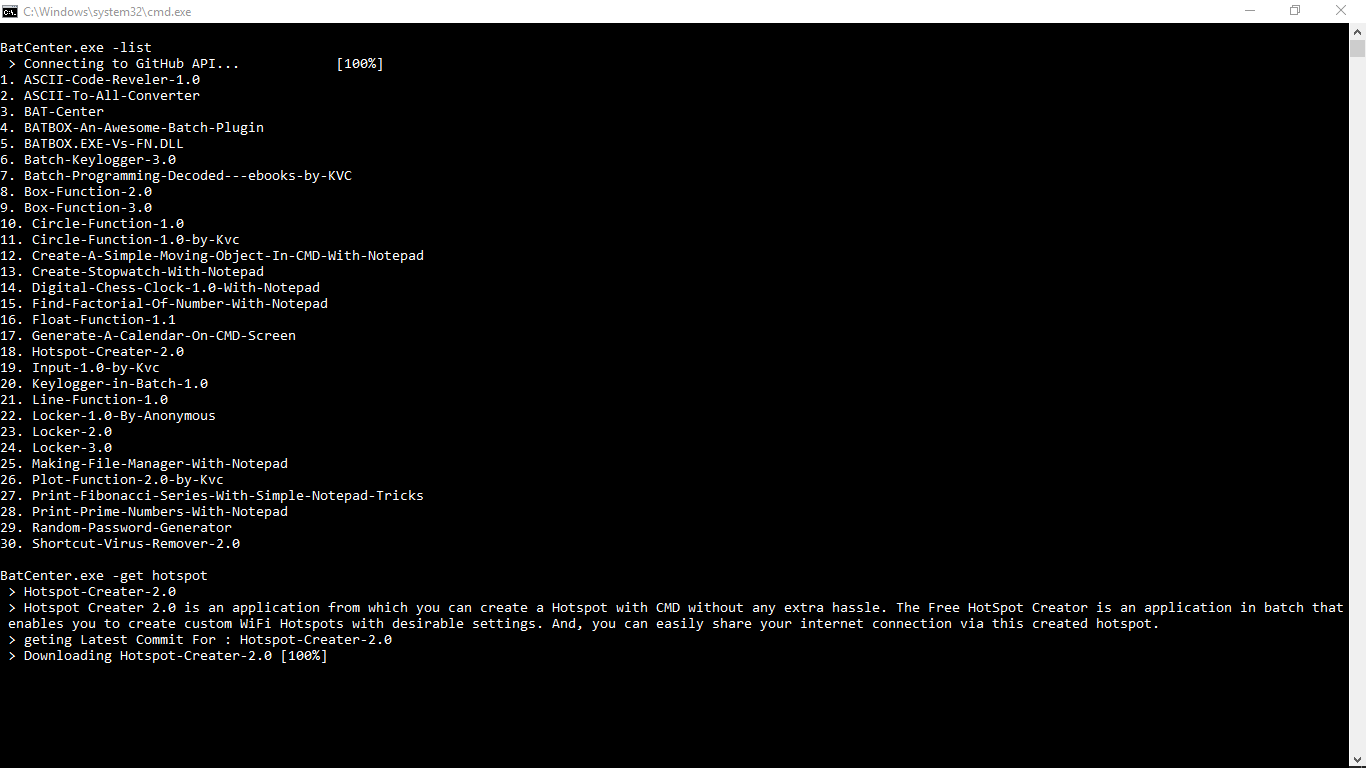 C:\Windows\system32\cmd.exe
BatCenter.exe -list
> Connecting to GitHub API... [100%]
1. ASCII-Code-Reveler-1.0
2. ASCII-To-All-Converter
3. BAT-Center
4. BATBOX-An-Awesome-Batch-Plugin
5. BATBOX.EXE-Vs-FN.DLL
6. Batch-Keylogger-3.0
7. Batch-Programming-Decoded---ebooks-by-KVC
8. Box-Function-2.0
9. Box-Function-3.0
10. Circle-Function-1.0
11. Circle-Function-1.0-by-Kvc
12. Create-A-Simple-Moving-Object-In-CMD-With-Notepad
13. Create-Stopwatch-With-Notepad
14. Digital-Chess-Clock-1.0-With-Notepad
15. Find-Factorial-Of-Number-With-Notepad
16. Float-Function-1.1
17. Generate-A-Calendar-On-CMD-Screen
18. Hotspot-Creater-2.0
19. Input-1.0-by-Kvc
20. Keylogger-in-Batch-1.0
21. Line-Function-1.0
22. Locker-1.0-By-Anonymous
23. Locker-2.0
24. Locker-3.0
25. Making-File-Manager-With-Notepad
26. Plot-Function-2.0-by-Kvc
27. Print-Fibonacci-Series-With-Simple-Notepad-Tricks
28. Print-Prime-Numbers-With-Notepad
29. Random-Password-Generator
30. Shortcut-Virus-Remover-2.0
BatCenter.exe -get hotspot
> Hotspot-Creater-2.0
> Hotspot Creater 2.0 is an application from which you can create a Hotspot with CMD without any extra hassle. The Free HotSpot Creator is an application in batch that
enables you to create custom WiFi Hotspots with desirable settings. And, you can easily share your internet connection via this created hotspot.
> geting Latest Commit For : Hotspot-Creater-2.0
> Downloading Hotspot-Creater-2.0 [100%]